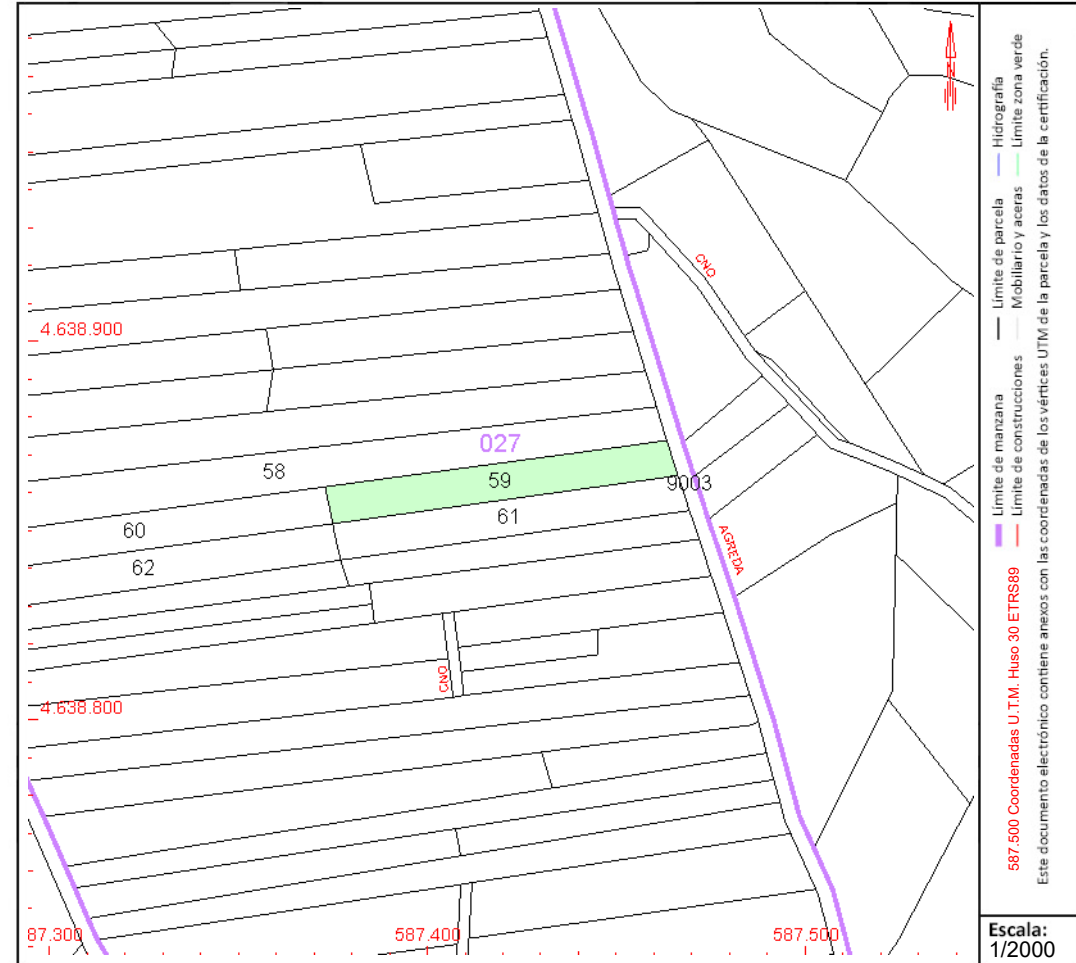 N
CNO
4.638.900
027
58
59
9003
61
60
AGREDA
62
CNO
4.638.800
87.300
587.400
587.500
Límite de manzana
Límite de parcela
Hidrografía
Límite de construcciones
Mobiliario y aceras
Límite zona verde
587.500 Coordenadas U.T.M. Huso 30 ETRS89
Este documento electrónico contiene anexos con las coordenadas de los vértices UTM de la parcela y los datos de la certificación.
Escala:
1/2000